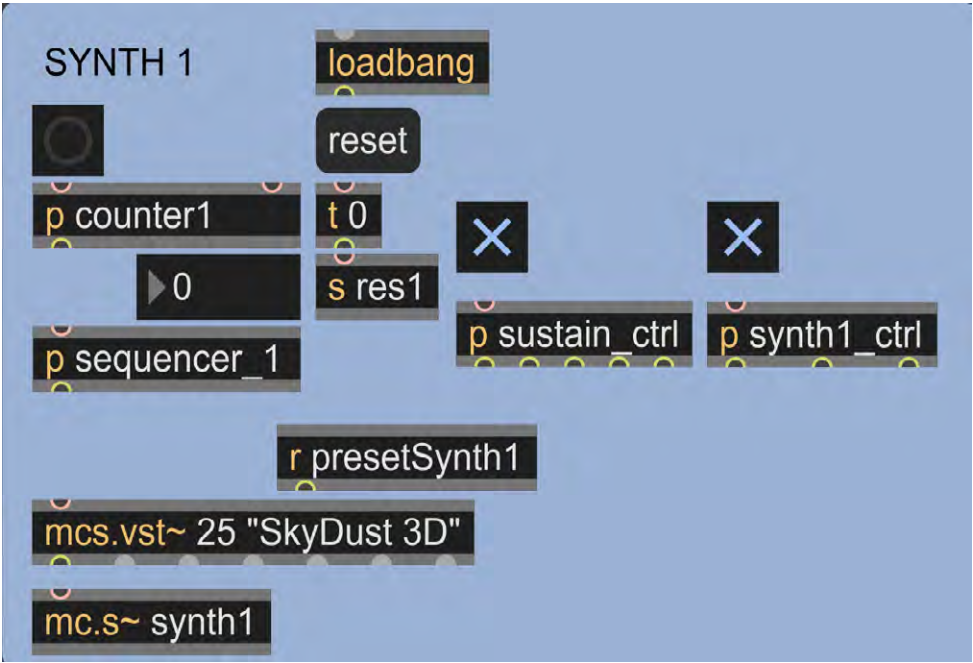 SYNTH 1
loadbang
reset
p counter1
t 0
0
s res1
p sustain_ctrl
p synth1_ctrl
p sequencer_1
r presetSynth1
mcs.vst~ 25 "SkyDust 3D"
mc.s~ synth1